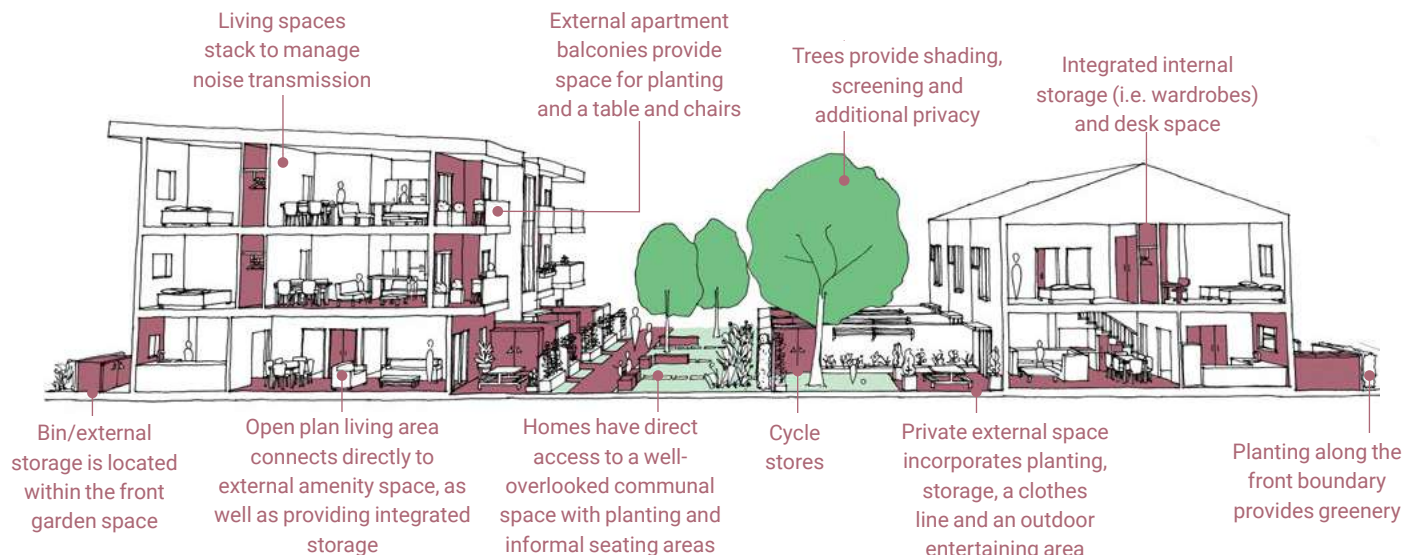 Living spaces
stack to manage
noise transmission
External apartment
balconies provide
space for planting
and a table and chairs
Trees provide shading,
screening and
additional privacy
Integrated internal
storage (i.e. wardrobes)
and desk space
Bin/external
storage is located
within the front
garden space
Open plan living area
connects directly to
external amenity space, as
well as providing integrated
storage
Homes have direct
access to a well-
overlooked communal
space with planting and
informal seating areas
Cycle
stores
Private external space
incorporates planting,
storage, a clothes
line and an outdoor
entertaining area
Planting along the
front boundary
provides greenery